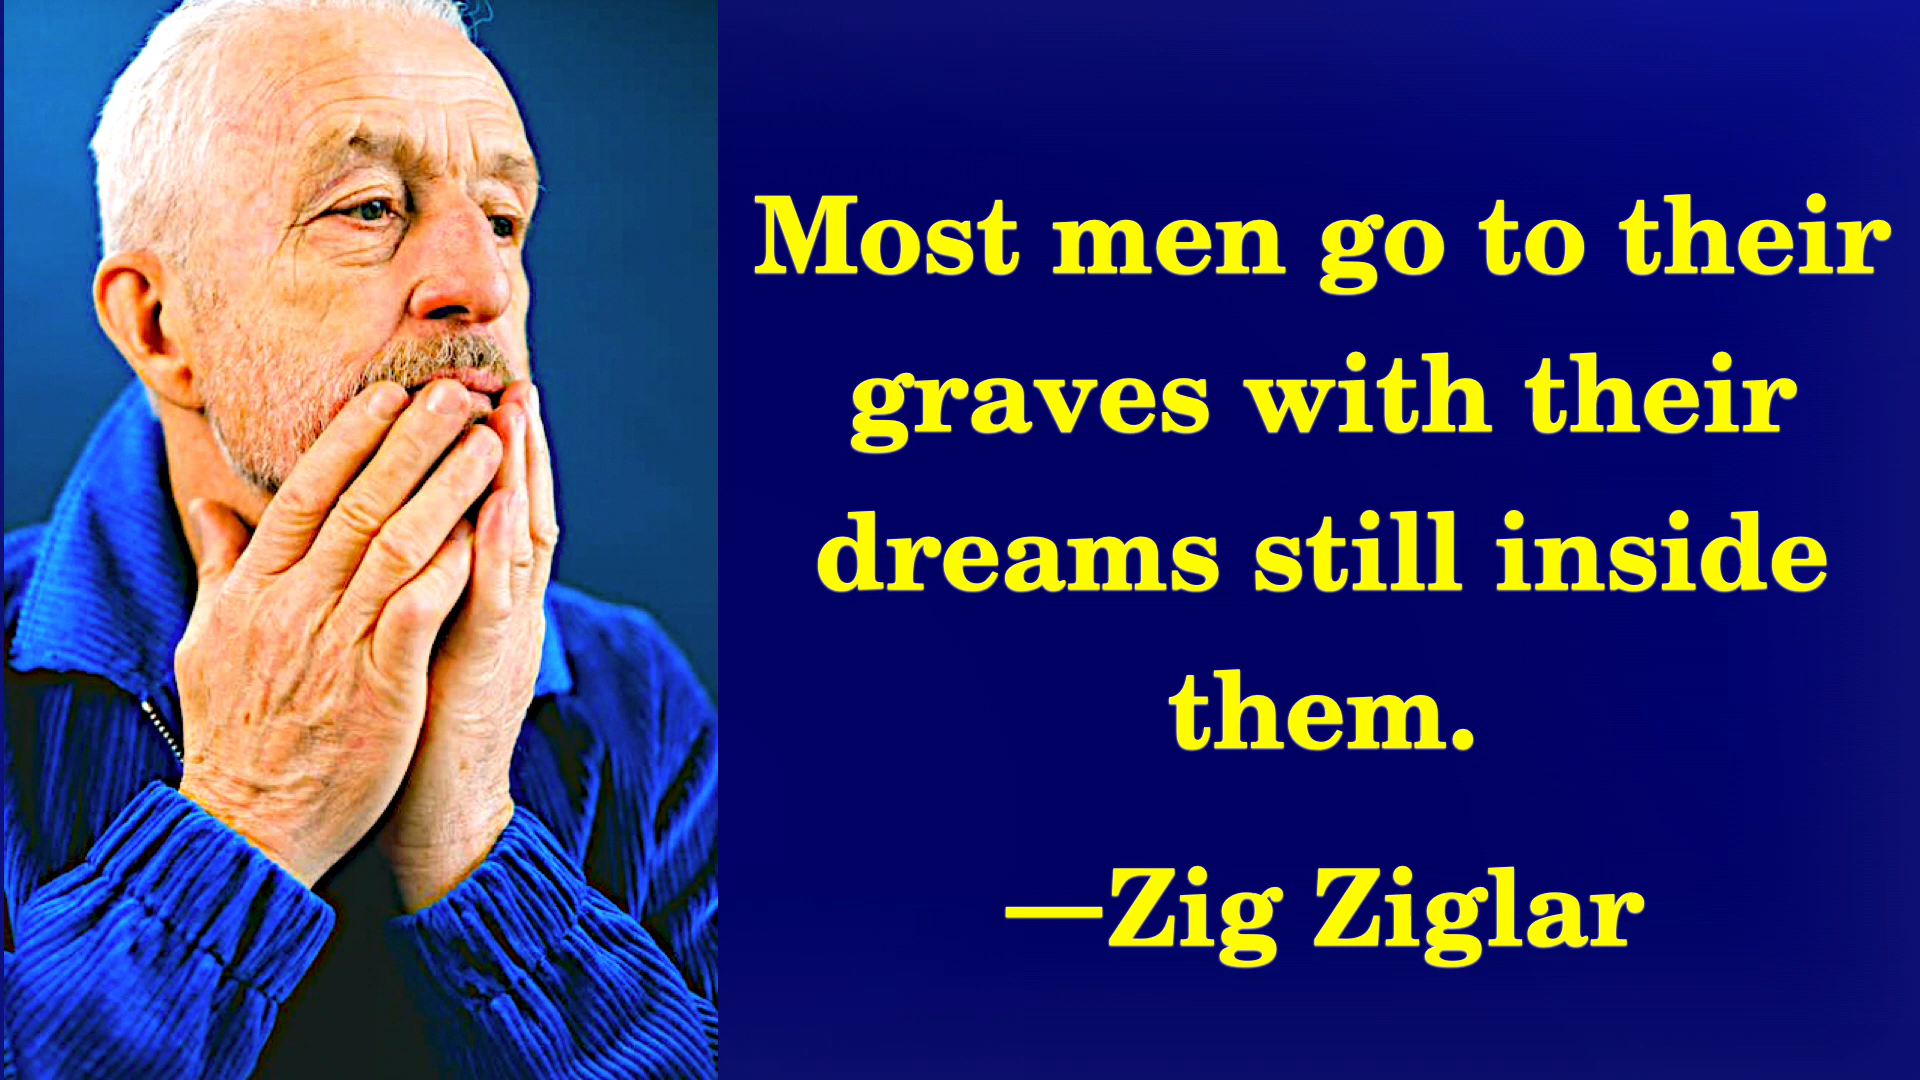 Most men go to their
graves with their
dreams still inside
them.
—Zig Ziglar